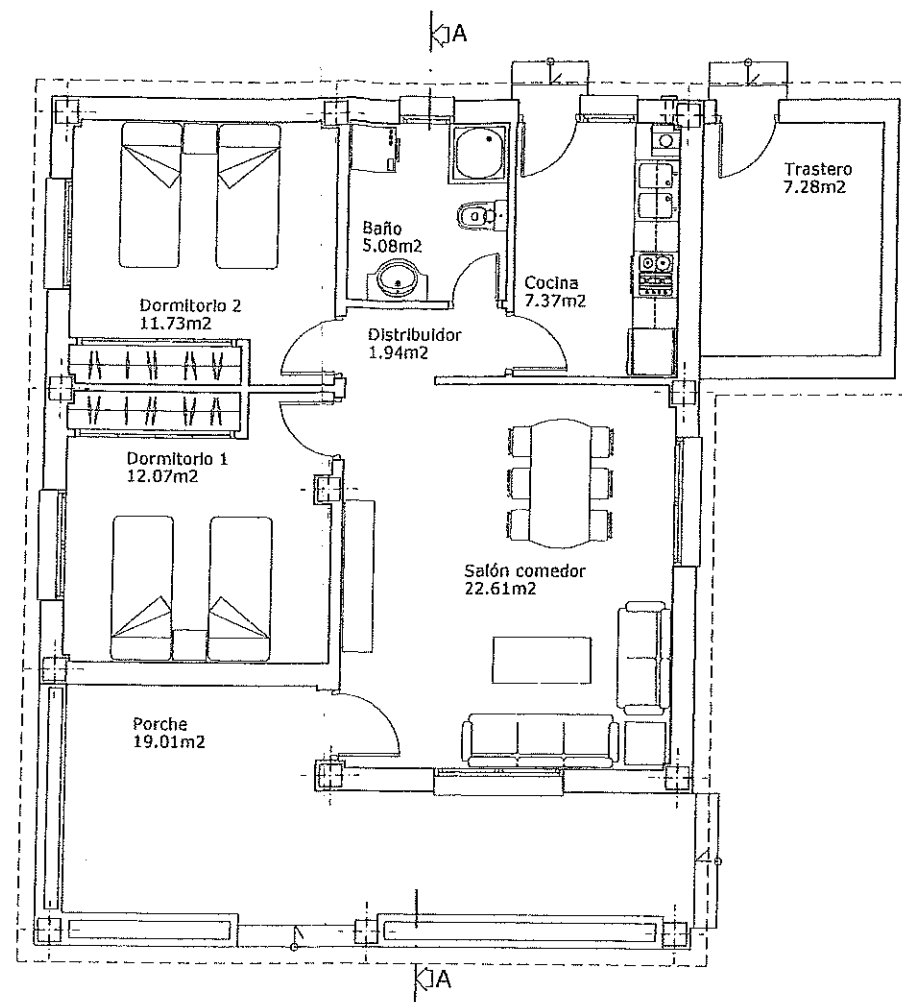 A
Trastero
7.28m2
Baño
5.08m2
Cocina
7.37m2
Dormitorio 2
11.73m2
Distribuidor
1.94m2
Dormitorio 1
12.07m2
Salón comedor
22.61m2
Porche
19.01m2
A